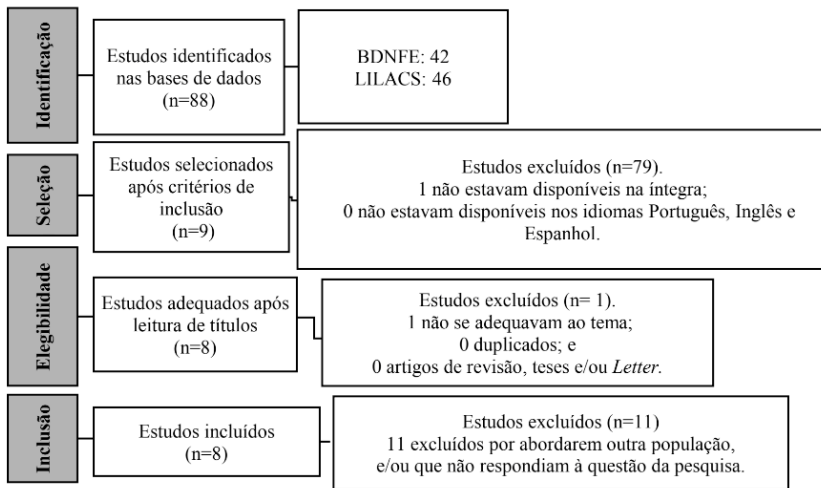 Identificação
Estudos identificados
nas bases de dados
(n=88)
BDNFE: 42
LILACS: 46
Seleção
Estudos selecionados
após critérios de
inclusão
(n=9)
Estudos excluídos (n=79).
1 não estavam disponíveis na íntegra;
0 não estavam disponíveis nos idiomas Português, Inglês e
Espanhol.
Elegibilidade
Estudos adequados após
leitura de títulos
(n=8)
Estudos excluídos (n= 1).
1 não se adequavam ao tema;
0 duplicados; e
0 artigos de revisão, teses e/ou Letter.
Inclusão
Estudos incluídos
(n=8)
Estudos excluídos (n=11)
11 excluídos por abordarem outra população,
e/ou que não respondiam à questão da pesquisa.